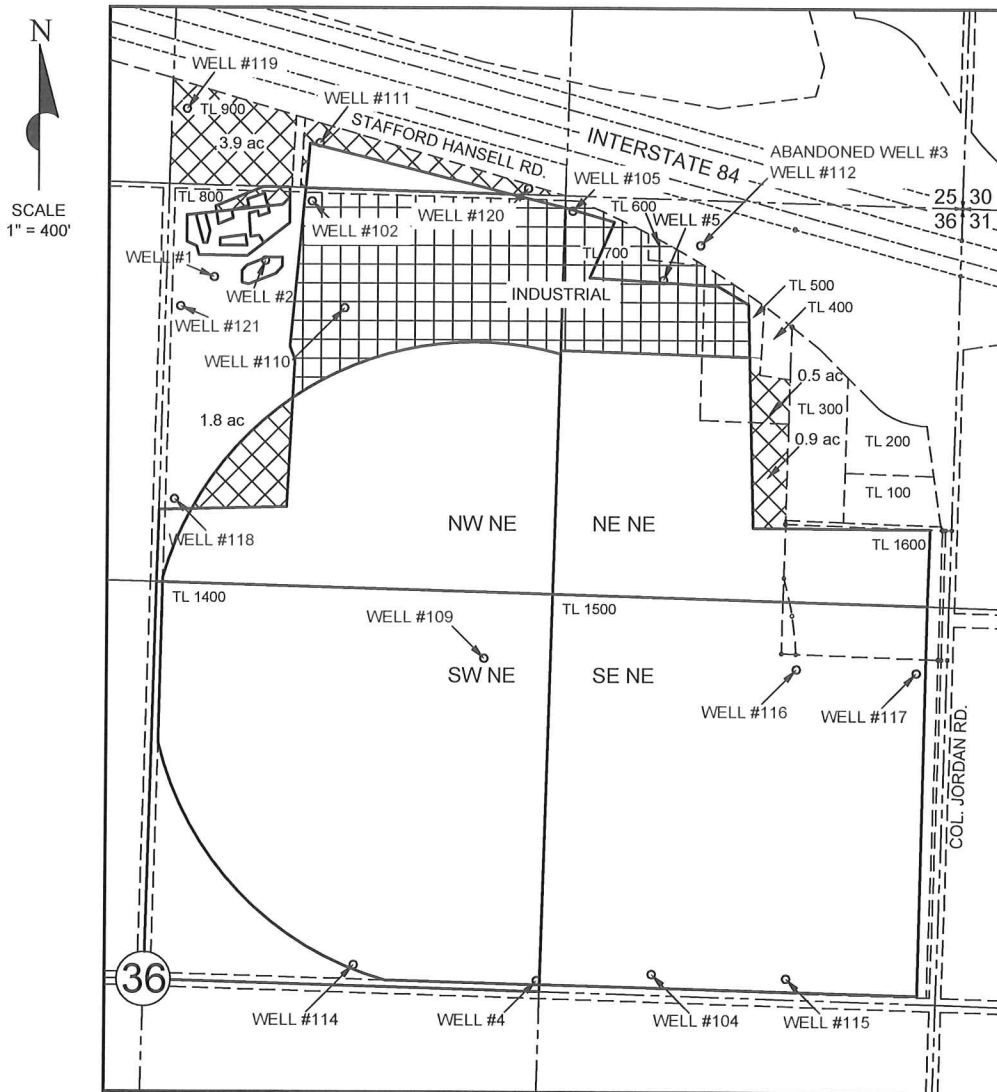 N
SCALE
1" = 400'
WELL #119
TL 900
3.9 ac
WELL #111
STAFFORD HANSELL RD.
INTERSTATE 84
ABANDONED WELL #3
WELL #112
25 30
36 31
TL 800
WELL #120
WELL #105
TL 600
WELL #5
WELL #102
TL 700
WELL #1
WELL #2
INDUSTRIAL
TL 500
TL 400
WELL #121
WELL #110
0.5 ac
TL 300
1.8 ac
0.9 ac
TL 200
TL 100
NW NE
NE NE
WELL #118
TL 1600
TL 1400
TL 1500
WELL #109
SW NE
SE NE
WELL #116
WELL #117
COL. JORDAN RD.
36
WELL #114
WELL #4
WELL #104
WELL #115